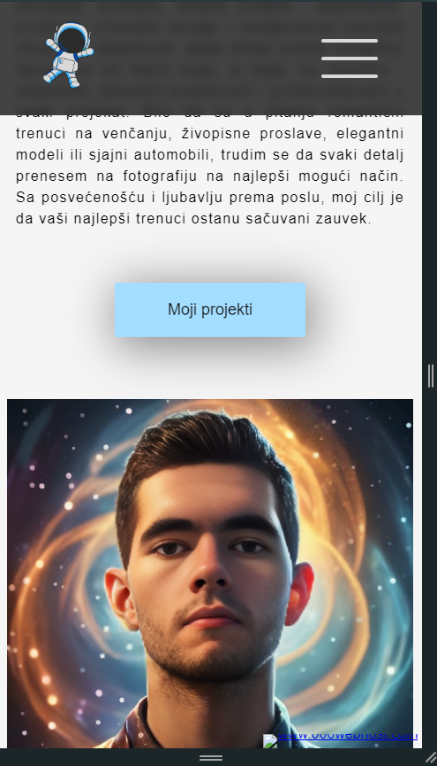 svaki projekat. Bilo da su u pitanju romantični
trenuci na venčanju, živopisne proslave, elegantni
modeli ili sjajni automobili, trudim se da svaki detalj
prenesem na fotografiju na najlepši mogući način.
Sa posvećenošću i ljubavlju prema poslu, moj cilj je
da vaši najlepši trenuci ostanu sačuvani zauvek.
Moji projekti
www.000webhost.com